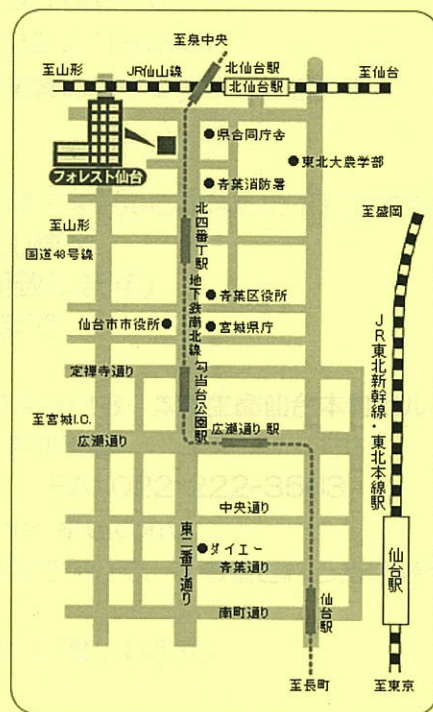 至泉中央
北仙台駅
至山形
JR仙山線
北仙台駅
至仙台
県合同庁舎
東北大農学部
フォレスト仙台
青葉消防署
至山形
北四番丁駅
至盛岡
国道48号線
地下鉄南北線
青葉区役所
仙台市市役所
宮城県庁
JR東北新幹線・東北本線駅
定禅寺通り
勾当台公園駅
至宮城I.C.
広瀬通り 駅
広瀬通り
中央通り
東二番丁通り
ダイエー
青葉通り
仙台駅
南町通り
仙台駅
至長町
至東京